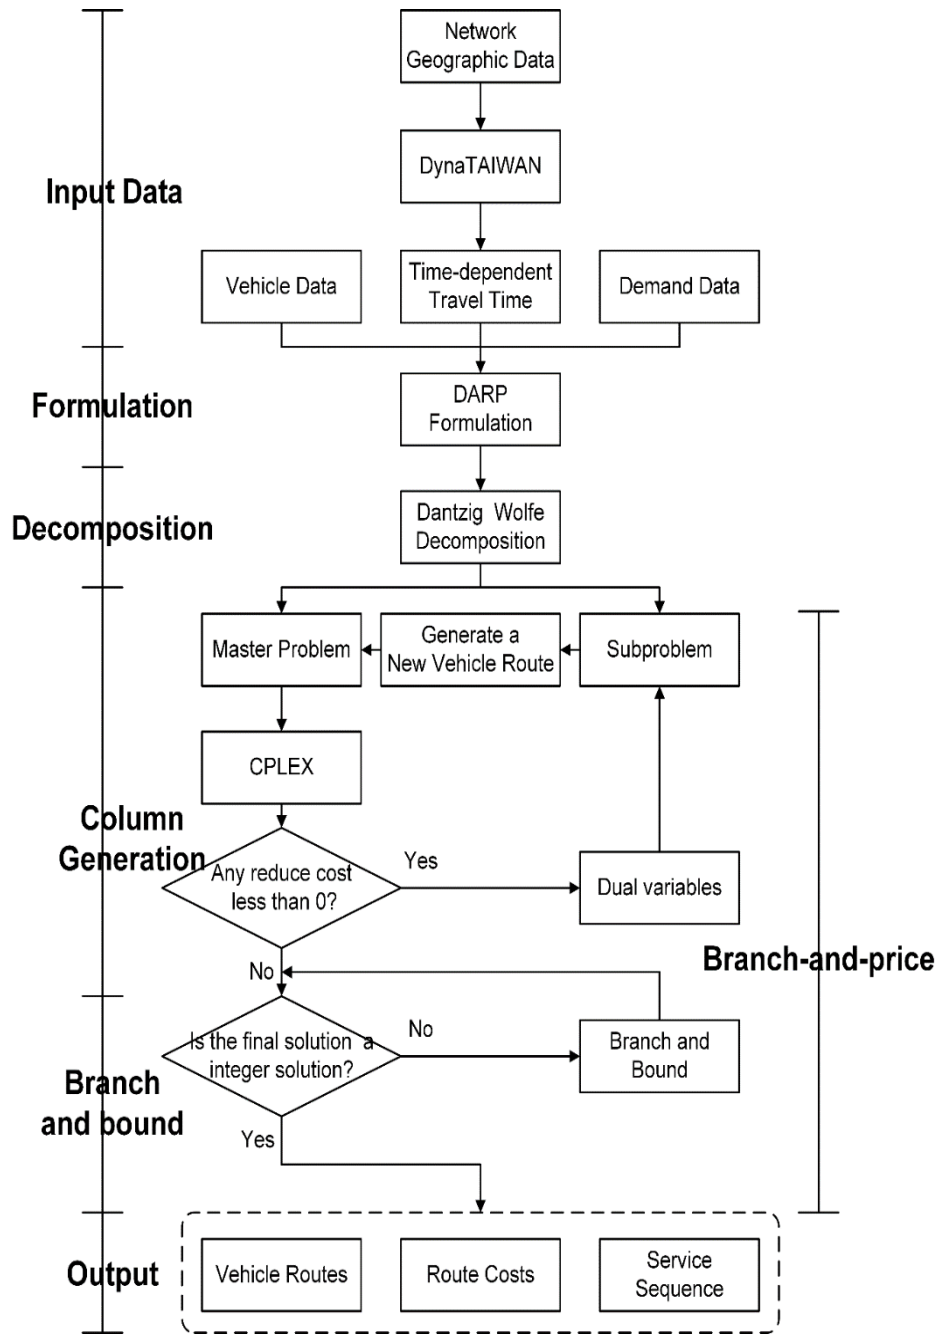 Network
Geographic Data
DynaTAIWAN
Input Data
Vehicle Data
Time-dependent
Travel Time
Demand Data
Formulation
DARP
Formulation
Decomposition
Dantzig Wolfe
Decomposition
Master Problem
Generate a
New Vehicle Route
Subproblem
CPLEX
Column
Generation
Any reduce cost
less than 0?
Yes
Dual variables
Branch-and-price
No
Is the final solution a
integer solution?
No
Branch and
Bound
Branch
and bound
Yes
Output
Vehicle Routes
Route Costs
Service
Sequence